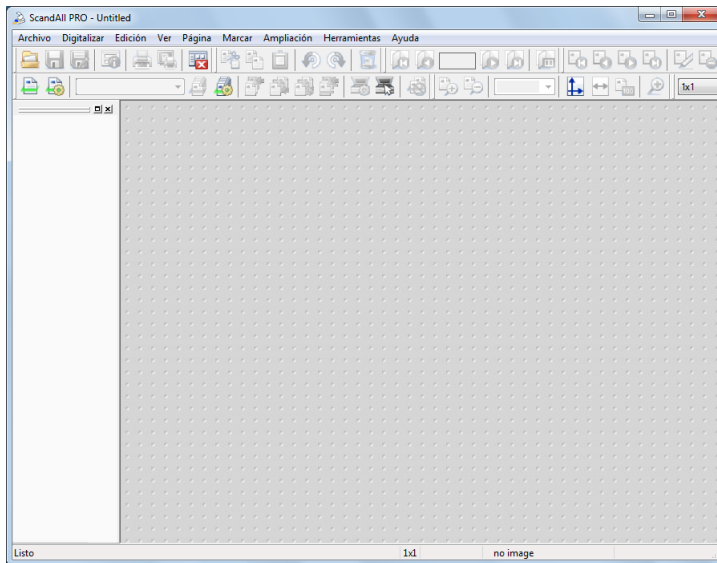 ScandAll PRO - Untitled
Archivo Digitalizar Edición Ver Página Marcar Ampliación Herramientas Ayuda
1x1
Listo 1x1 no image